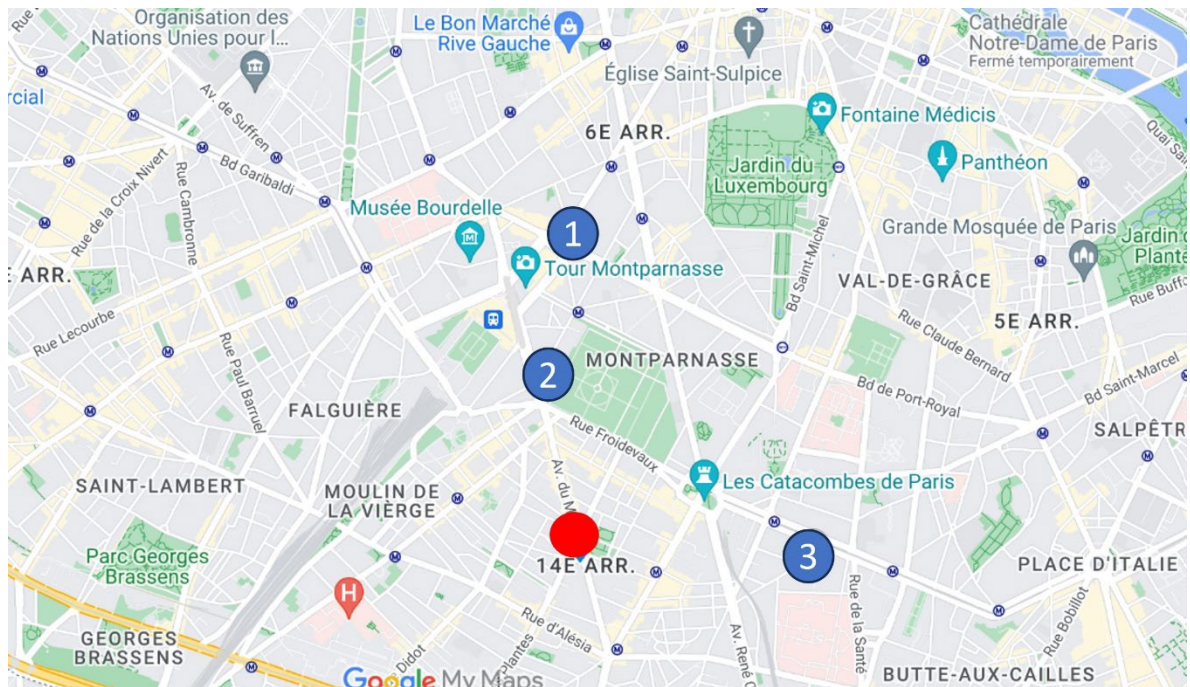 Organisation des
Nations Unies pour l...
Le Bon Marché
Rive Gauche
Église Saint-Sulpice
Cathédrale
Notre-Dame de Paris
Fermé temporairement
rcial
Av. de Suffren
6E ARR.
Fontaine Médicis
Quai Sain
Rue de la Croix Nivert
Rue Cambronne
Bd Garibaldi
Jardin du
Luxembourg
Panthéon
Musée Bourdelle
1
Tour Montparnasse
Bd Saint-Michel
Grande Mosquée de Paris
Jardin d
Plante
E ARR.
VAL-DE-GRÂCE
Rue Buffo
Rue Lecourbe
Rue Paul Barruel
5E ARR.
Rue Claude Bernard
2
MONTPARNASSE
Bd de Port-Royal
Bd Saint-Marcel
FALGUIÈRE
Rue Froidevaux
SALPÊTR
SAINT-LAMBERT
MOULIN DE
LA VIÈRGE
Av. du M
Les Catacombes de Paris
Parc Georges
Brassens
14E ARR.
3
PLACE D'ITALIE
H
Rue d'Alésia
Rue de la Santé
Rue Bobillot
GEORGES
BRASSENS
Didot
Plantes
Av. René C
BUTTE-AUX-CAILLES
Google My Maps